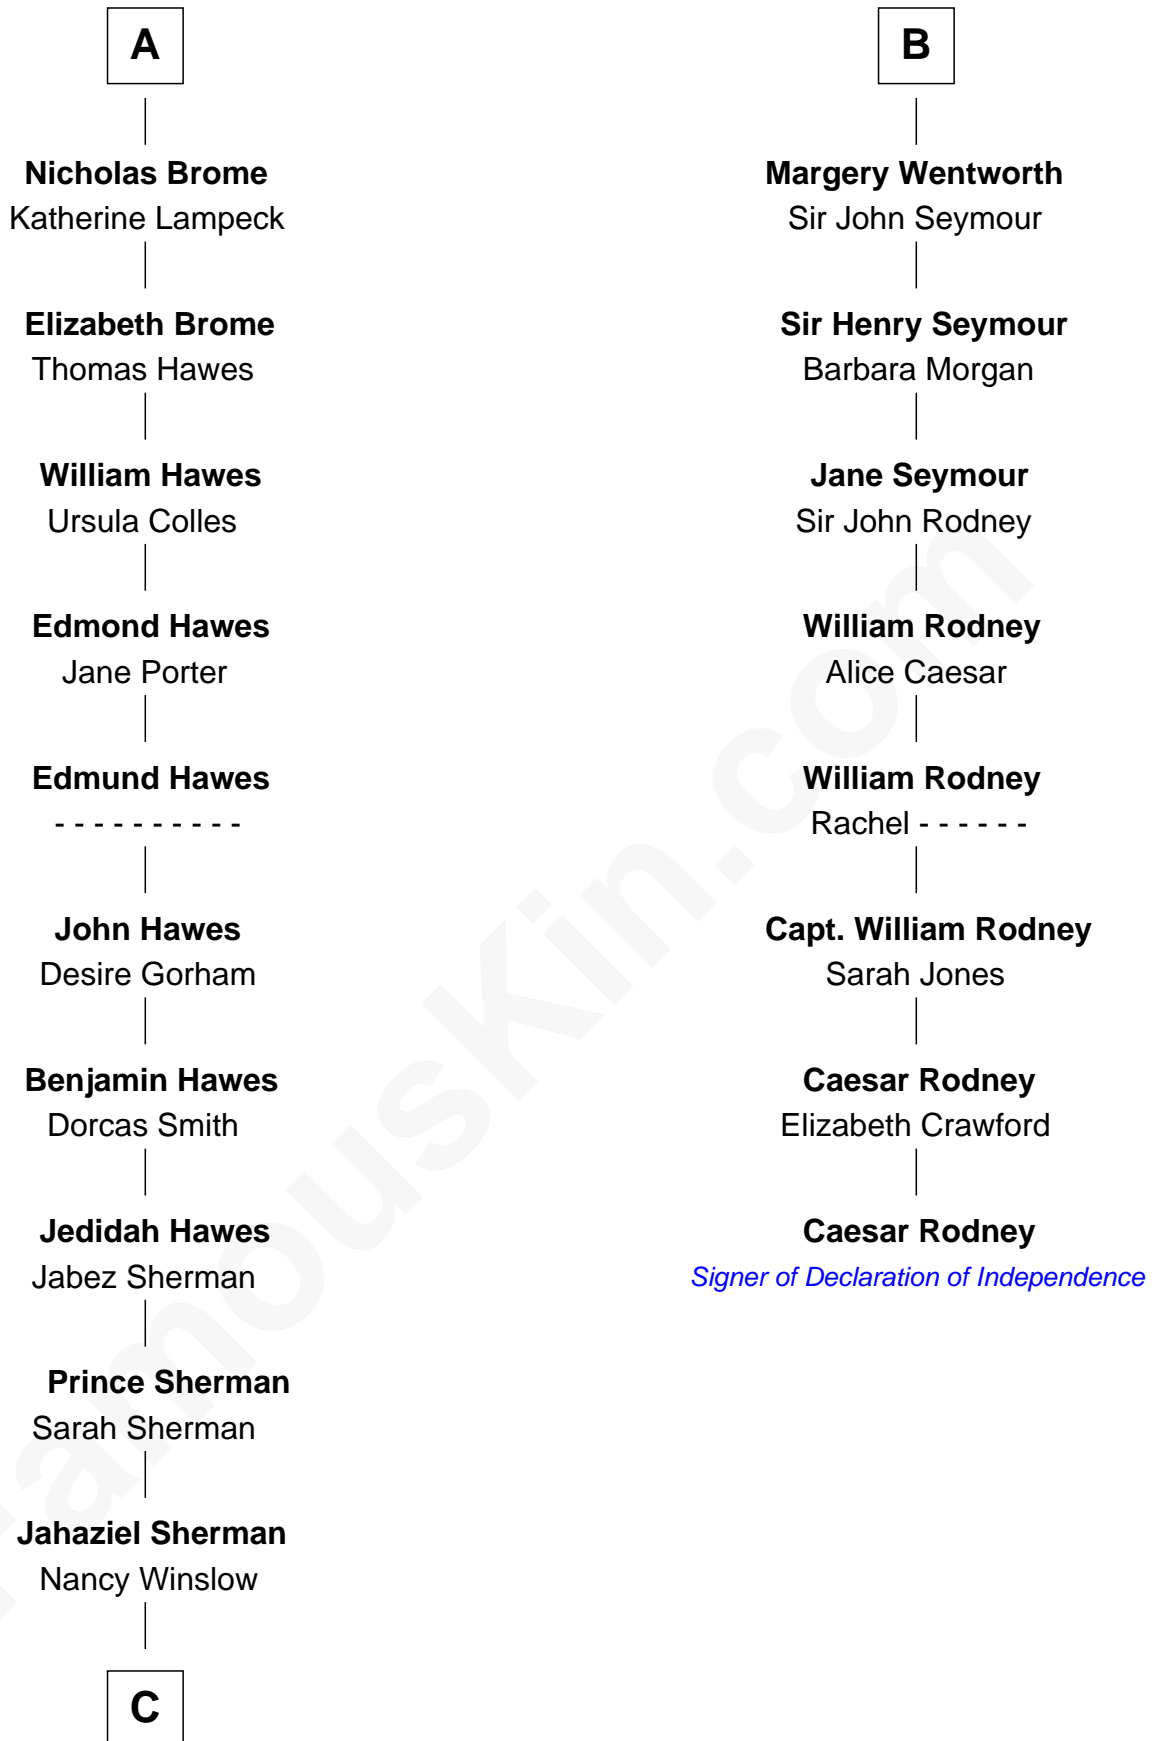 A
Nicholas Brome
Katherine Lampeck
Elizabeth Brome
Thomas Hawes
William Hawes
Ursula Colles
Edmond Hawes
Jane Porter
Edmund Hawes
- - - - - - - - - -
John Hawes
Desire Gorham
Benjamin Hawes
Dorcas Smith
Jedidah Hawes
Jabez Sherman
Prince Sherman
Sarah Sherman
Jahaziel Sherman
Nancy Winslow
C
B
Margery Wentworth
Sir John Seymour
Sir Henry Seymour
Barbara Morgan
Jane Seymour
Sir John Rodney
William Rodney
Alice Caesar
William Rodney
Rachel - - - - - -
Capt. William Rodney
Sarah Jones
Caesar Rodney
Elizabeth Crawford
Caesar Rodney
Signer of Declaration of Independence
FamousKin.com